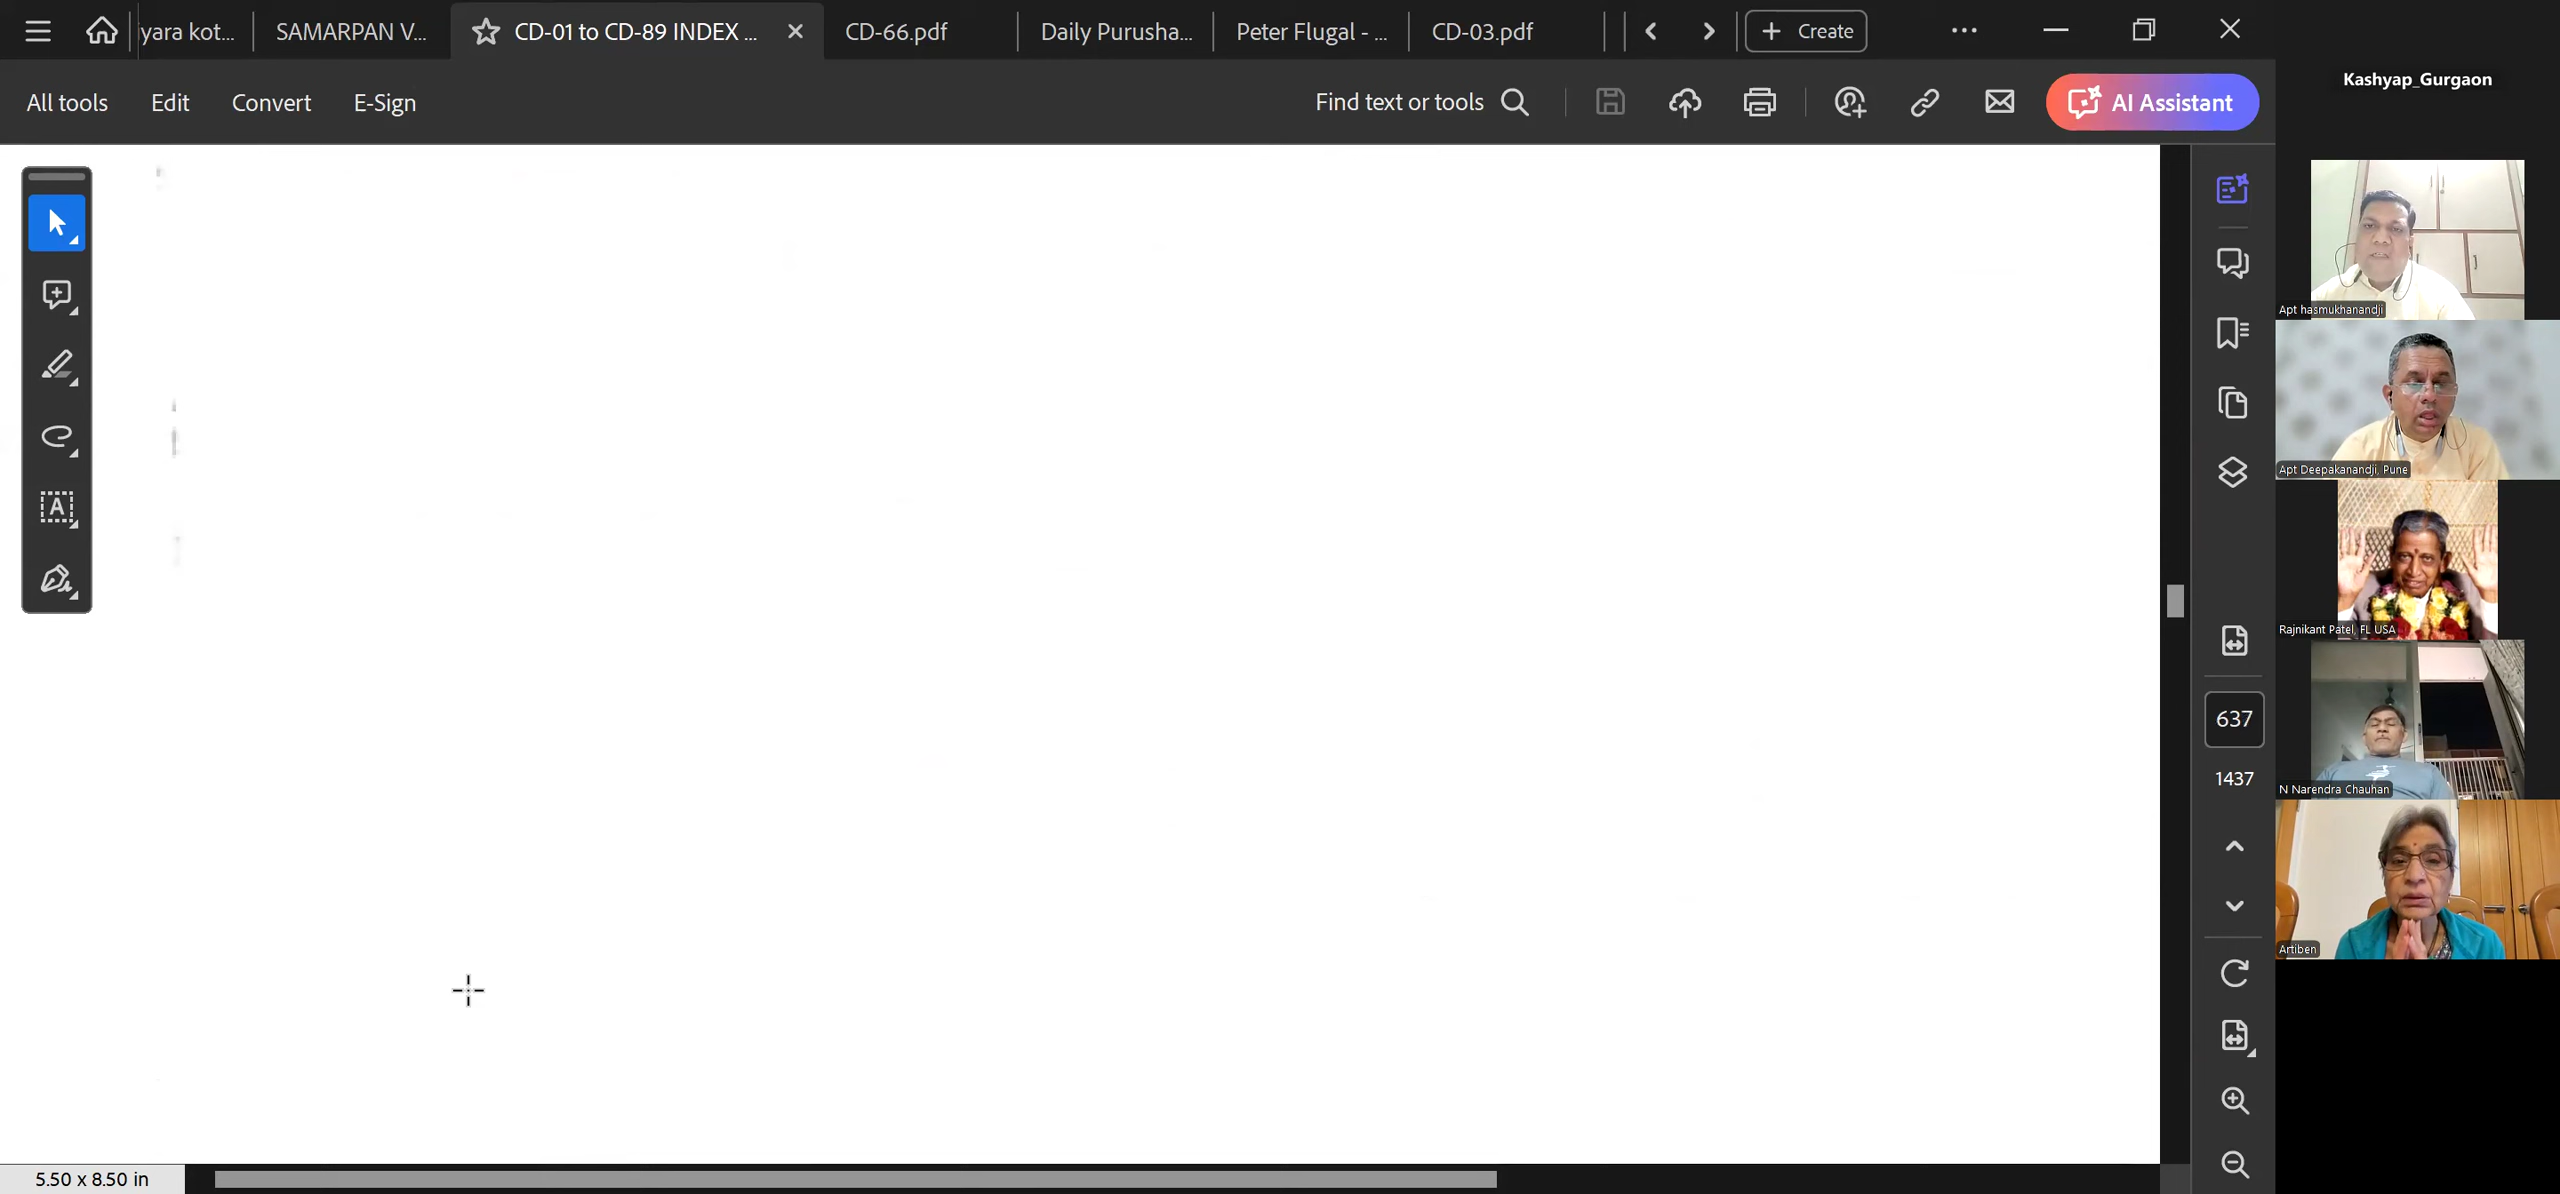 yara kot...
SAMARPAN V...
CD-01 to CD-89 INDEX ...
CD-66.pdf
Daily Purusha...
Peter Flugal - ...
CD-03.pdf
Create
All tools
Edit
Convert
E-Sign
Find text or tools
AI Assistant
637
1437
5.50 x 8.50 in
Kashyap_Gurgaon
Apt hasmukhanandji
Apt Deepakanandji, Pune
Rajnikant Patel, FL USA
N Narendra Chauhan
Artiben